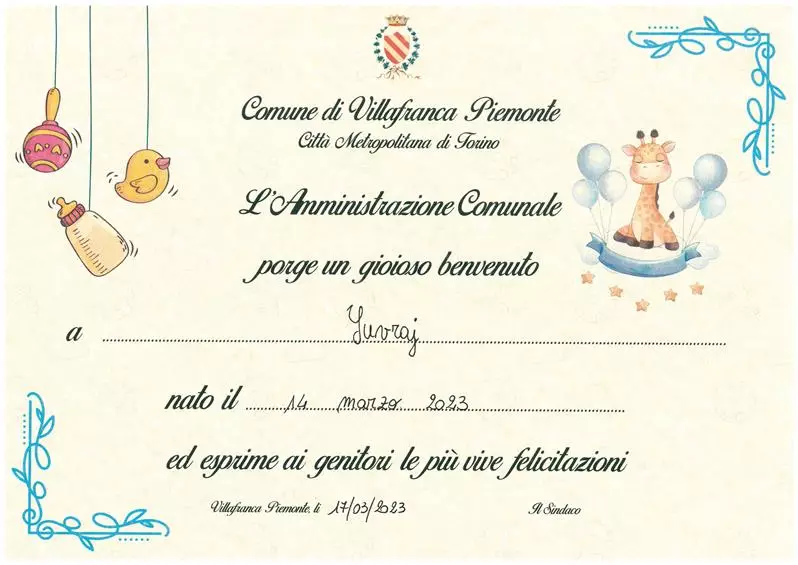 Comune di Villafranca Piemonte
Città Metropolitana di Torino
L'Amministrazione Comunale
porge un gioioso benvenuto
a Yuvraj
nato il 14 marzo 2023
ed esprime ai genitori le più vive felicitazioni
Villafranca Piemonte, li 17/03/2023 Il Sindaco